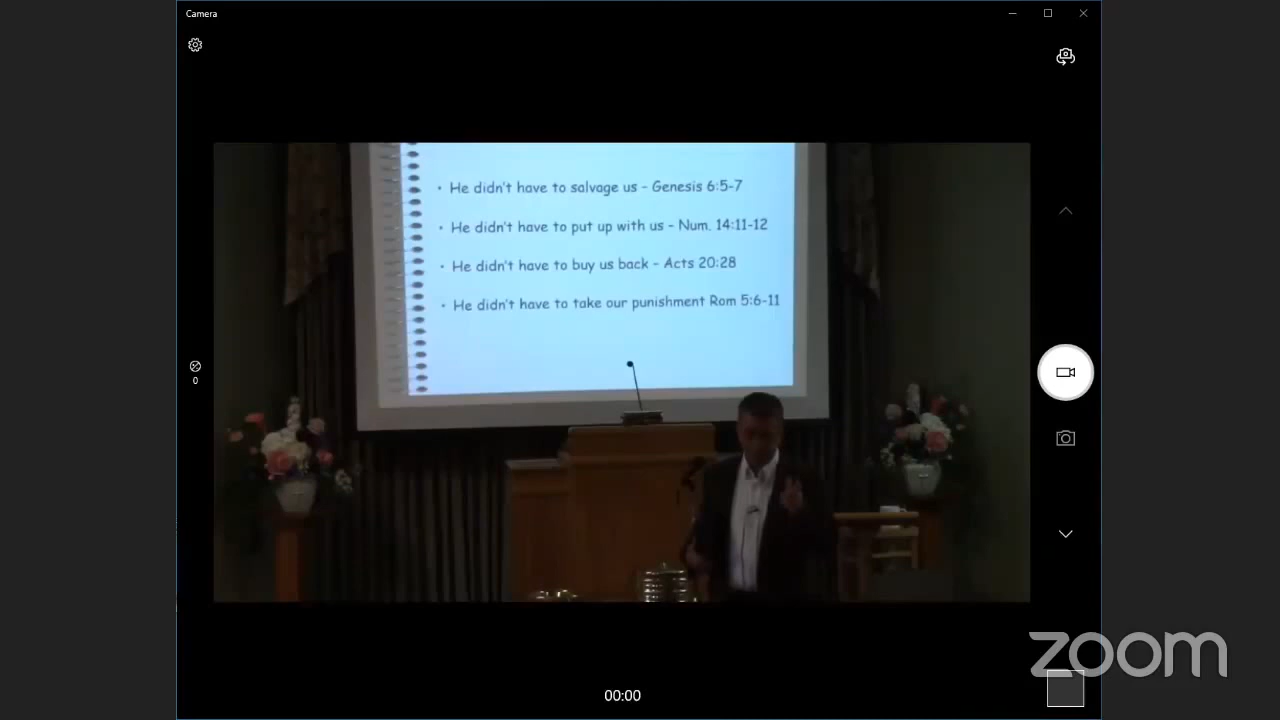 Camera
• He didn't have to salvage us - Genesis 6:5-7
• He didn't have to put up with us - Num. 14:11-12
• He didn't have to buy us back - Acts 20:28
• He didn't have to take our punishment Rom 5:6-11
0
zoom
00:00